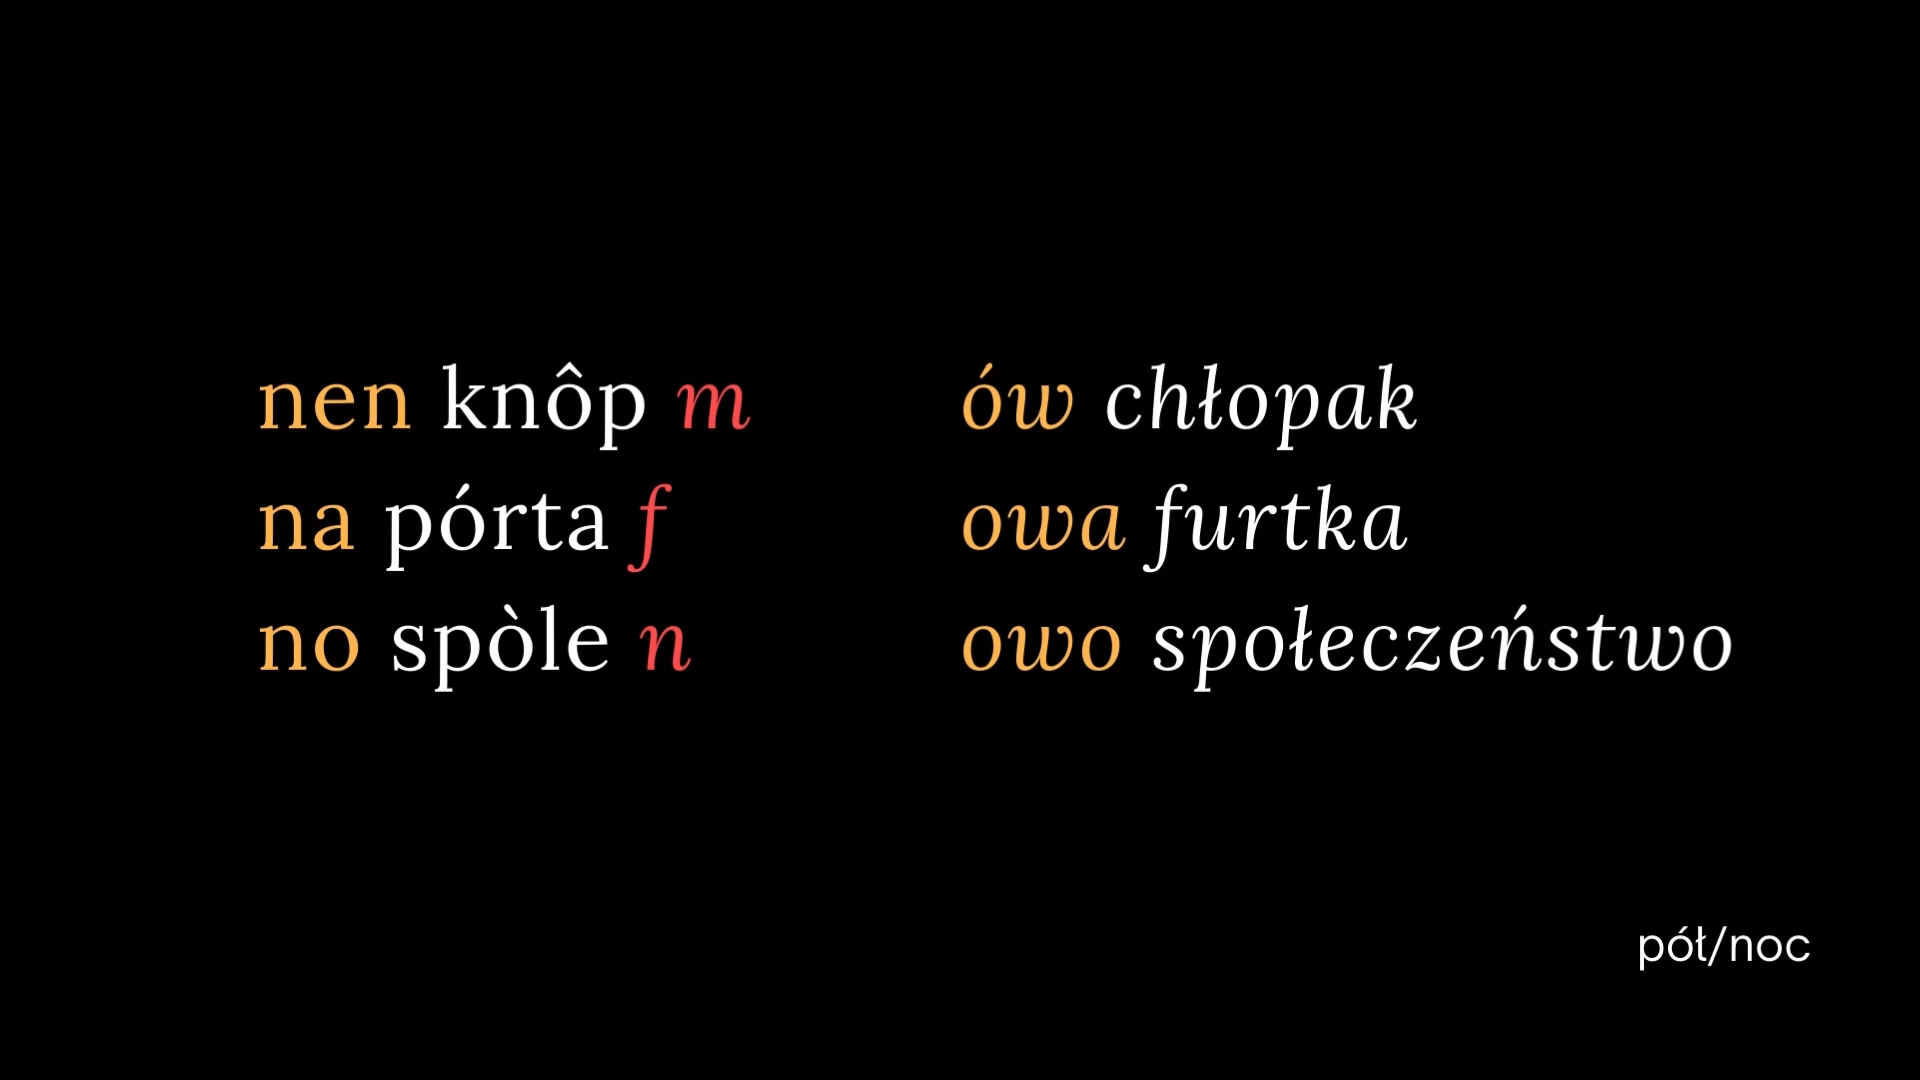 nen knôp m ów chłopak
na pórta f owa furtka
no spòle n owo społeczeństwo
pół/noc